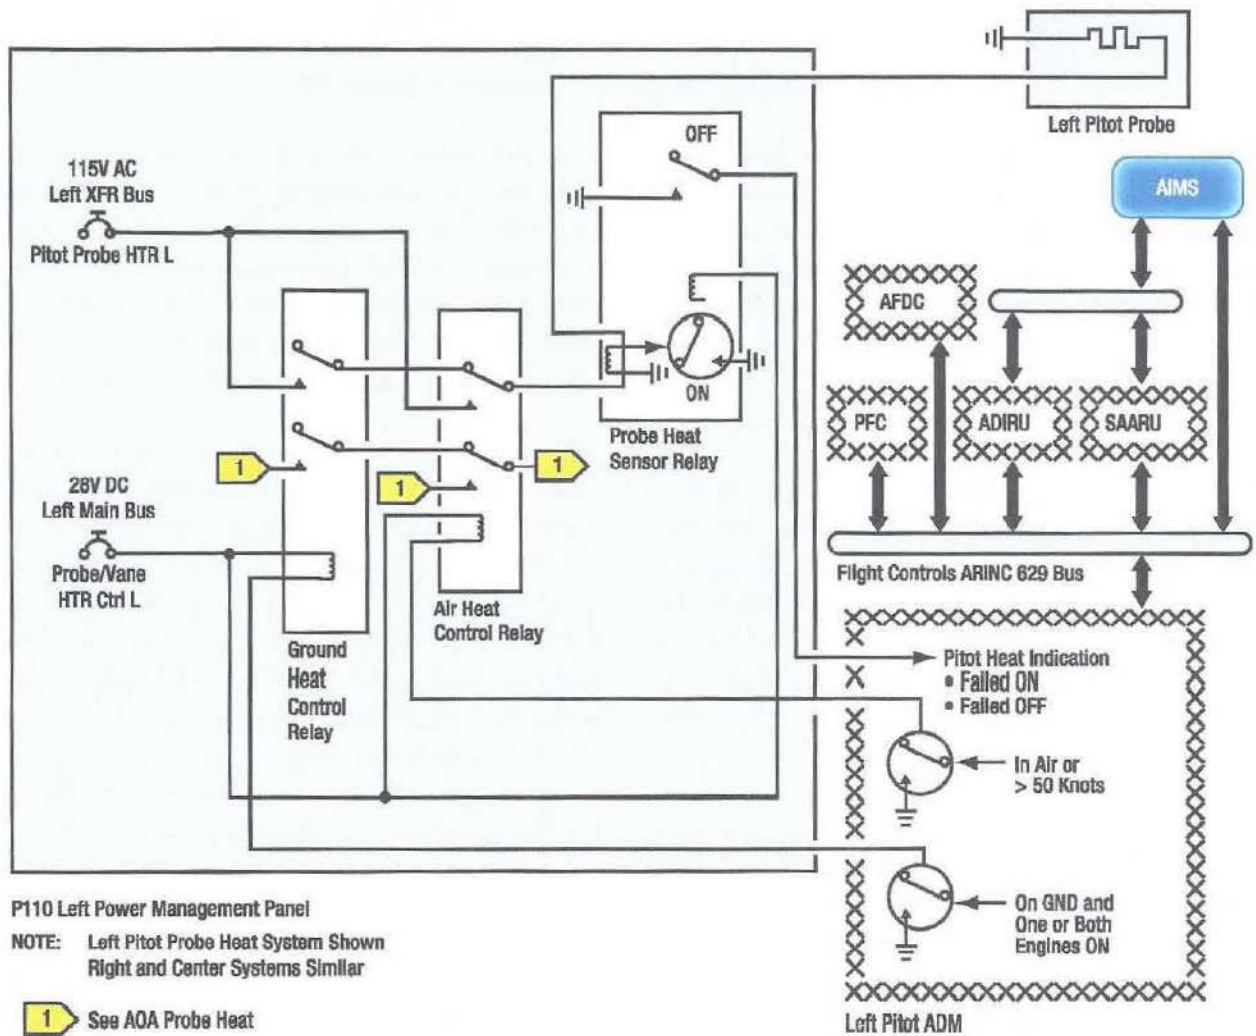 Left Pitot Probe
OFF
115V AC
Left XFR Bus
Pitot Probe HTR L
AIMS
AFDC
ON
PFC
ADIRU
SAARU
Probe Heat
Sensor Relay
1
1
1
28V DC
Left Main Bus
Probe/Vane
HTR Ctrl L
Flight Controls ARINC 629 Bus
Air Heat
Control Relay
Ground
Heat
Control
Relay
Pitot Heat Indication
• Failed ON
• Failed OFF
In Air or
> 50 Knots
On GND and
One or Both
Engines ON
P110 Left Power Management Panel
NOTE: Left Pitot Probe Heat System Shown
Right and Center Systems Similar
1 See AOA Probe Heat
Left Pitot ADM